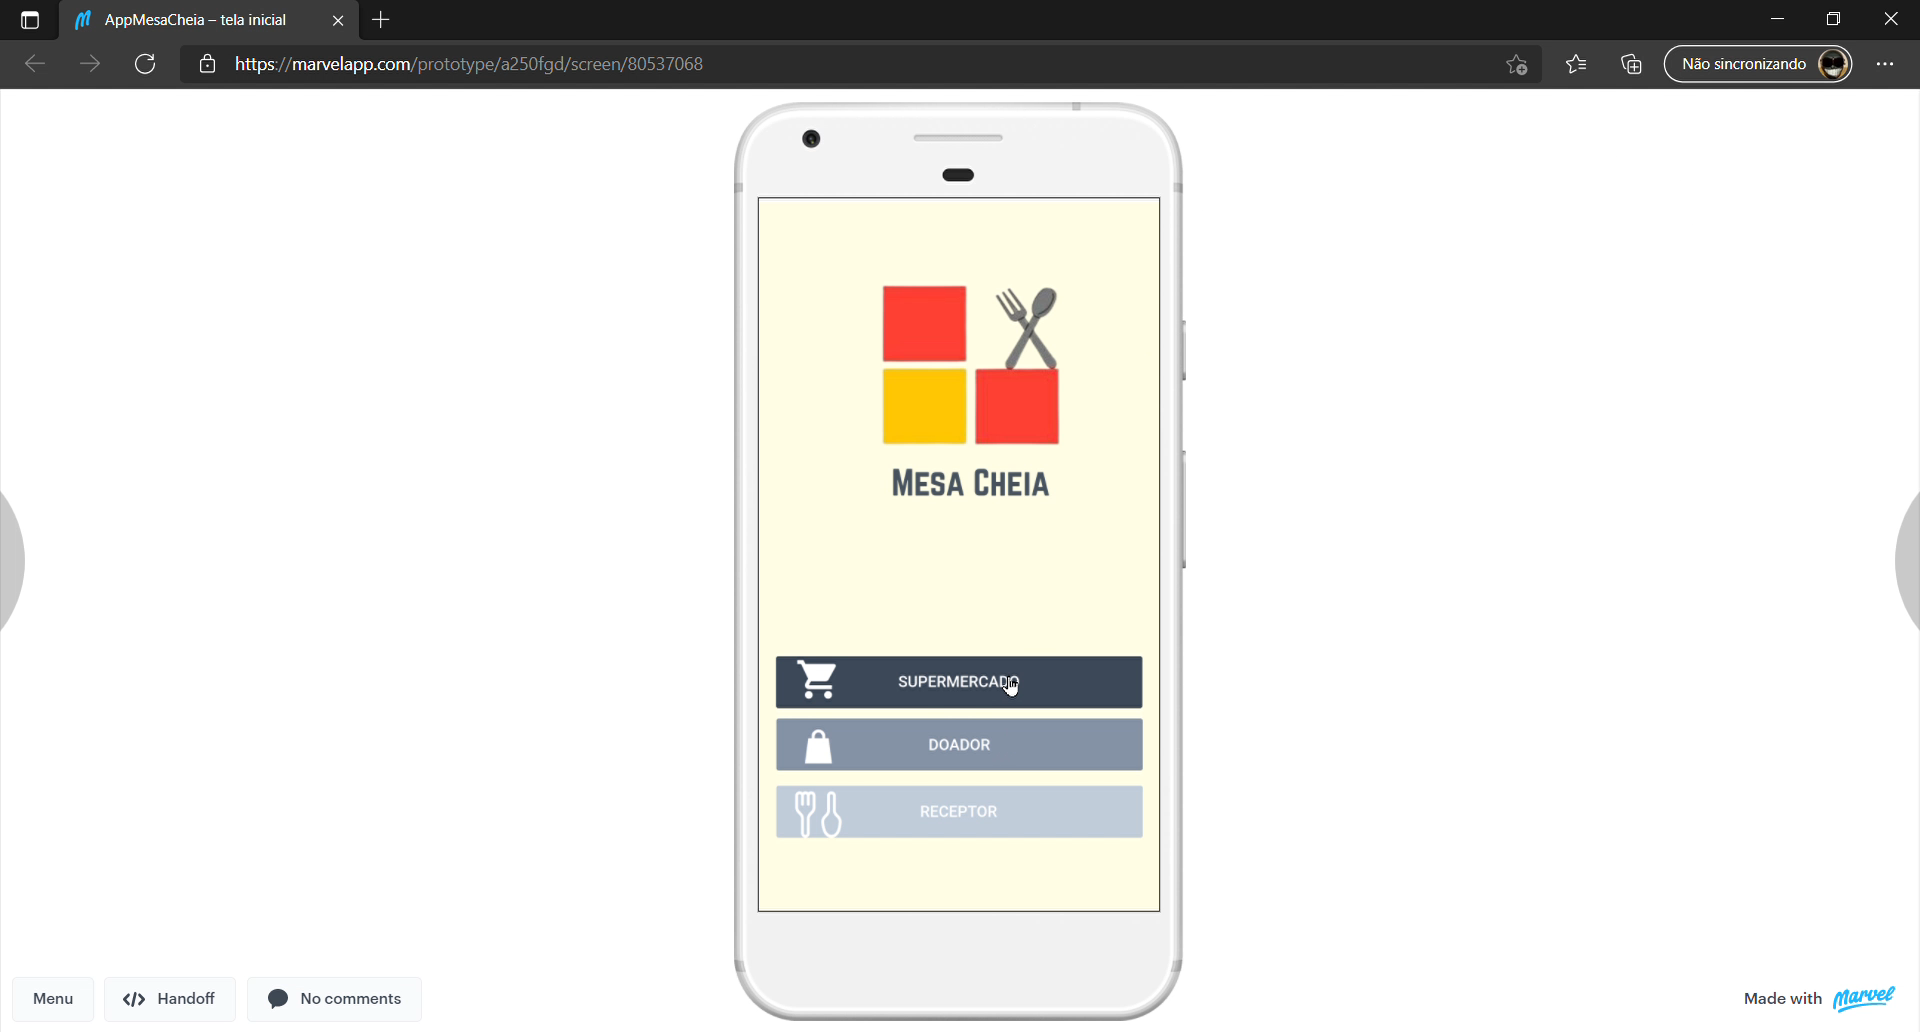 AppMesaCheia – tela inicial
https://marvelapp.com/prototype/a250fgd/screen/80537068
Não sincronizando
MESA CHEIA
SUPERMERCADO
DOADOR
RECEPTOR
Menu
</> Handoff
No comments
Made with Marvel